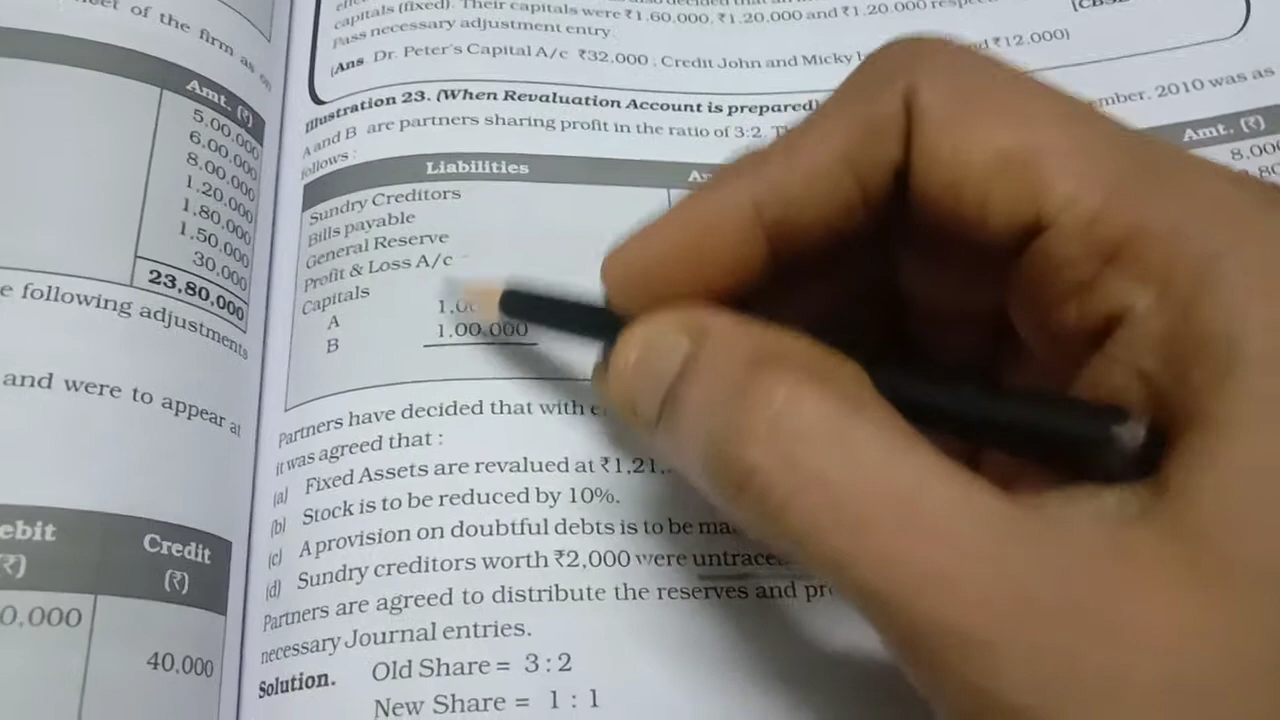 of the firm as
Amt. (₹)
5,00,000
6,00,000
8,00,000
1,20,000
1,80,000
1,50,000
30,000
23,80,000
e following adjustments
and were to appear at
ebit
(₹)
Credit
(₹)
0,000
40,000
capitals (fixed). Their capitals were ₹1,60,000, ₹1,20,000 and ₹1,20,000
Pass necessary adjustment entry.
[Ans. Dr. Peter's Capital A/c ₹32,000 ; Credit John and Micky ₹12,000]
Illustration 23. (When Revaluation Account is prepared)
A and B are partners sharing profit in the ratio of 3:2. ember, 2010 was as
follows :
Liabilities
Amt. (₹)
Sundry Creditors
8,000
Bills payable
General Reserve
Profit & Loss A/c
Capitals
A
B 1,00,000
Partners have decided that with
it was agreed that :
(a) Fixed Assets are revalued at ₹1,21,
(b) Stock is to be reduced by 10%.
(c) A provision on doubtful debts is to be
(d) Sundry creditors worth ₹2,000 were
Partners are agreed to distribute the reserves and
necessary Journal entries.
Solution. Old Share = 3 : 2
New Share = 1 : 1